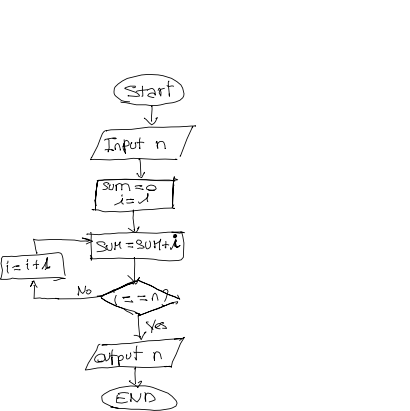 Start
Input n
sum=0
i=1
sum=sum+i
i=i+1
No
i==n?
Yes
output n
END